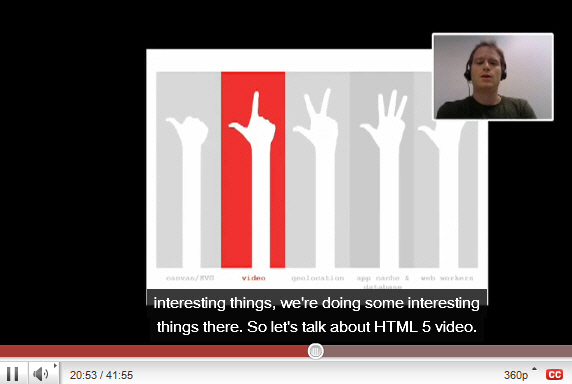 canvas/SVG video geolocation app cache & web workers
database
interesting things, we're doing some interesting
things there. So let's talk about HTML 5 video.
20:53 / 41:55 360p CC